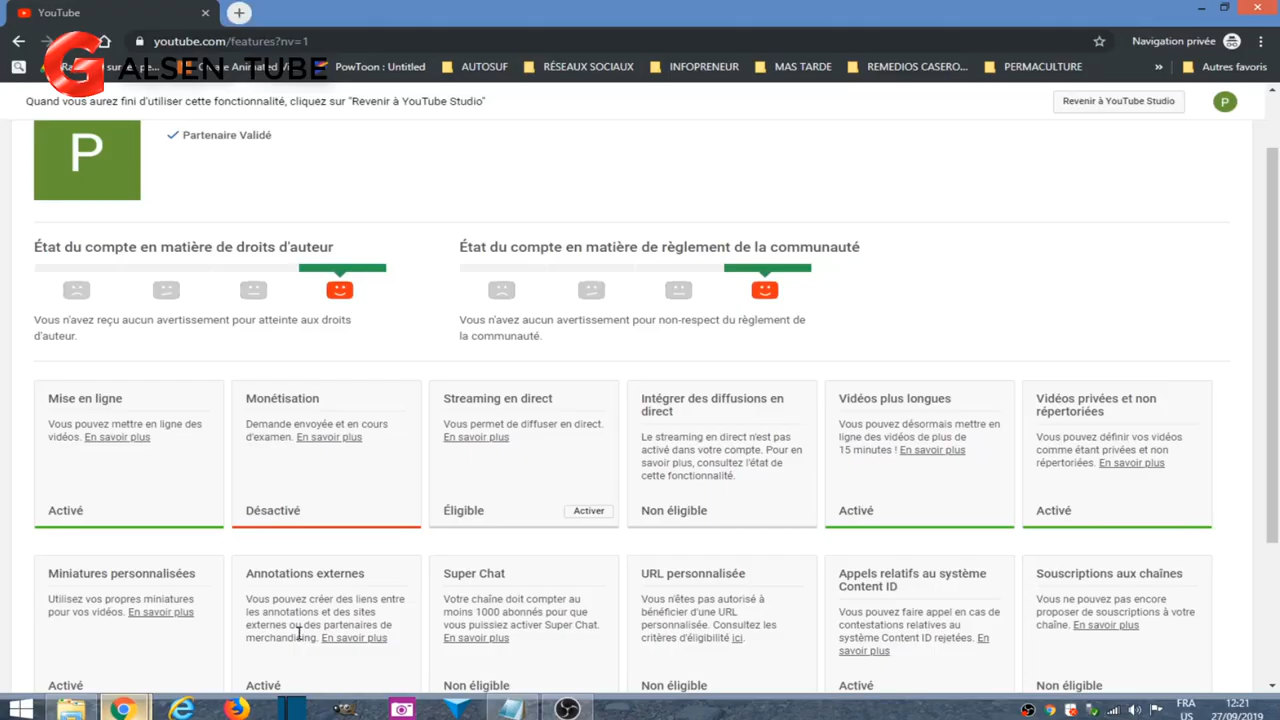 YouTube
youtube.com/features?nv=1
Navigation privée
GALSEN TUBE
Create Animated Vi...
PowToon : Untitled
AUTOSUF
RÉSEAUX SOCIAUX
INFOPRENEUR
MAS TARDE
REMEDIOS CASERO...
PERMACULTURE
»
Autres favoris
Quand vous aurez fini d'utiliser cette fonctionnalité, cliquez sur "Revenir à YouTube Studio"
Revenir à YouTube Studio
P
P
Partenaire Validé
État du compte en matière de droits d'auteur
Vous n'avez reçu aucun avertissement pour atteinte aux droits
d'auteur.
État du compte en matière de règlement de la communauté
Vous n'avez aucun avertissement pour non-respect du règlement de
la communauté.
Mise en ligne
Vous pouvez mettre en ligne des
vidéos. En savoir plus
Activé
Monétisation
Demande envoyée et en cours
d'examen. En savoir plus
Désactivé
Streaming en direct
Vous permet de diffuser en direct.
En savoir plus
Éligible
Activer
Intégrer des diffusions en
direct
Le streaming en direct n'est pas
activé dans votre compte. Pour en
savoir plus, consultez l'état de
cette fonctionnalité.
Non éligible
Vidéos plus longues
Vous pouvez désormais mettre en
ligne des vidéos de plus de
15 minutes ! En savoir plus
Activé
Vidéos privées et non
répertoriées
Vous pouvez définir vos vidéos
comme étant privées et non
répertoriées. En savoir plus
Activé
Miniatures personnalisées
Utilisez vos propres miniatures
pour vos vidéos. En savoir plus
Activé
Annotations externes
Vous pouvez créer des liens entre
les annotations et des sites
externes ou des partenaires de
merchandising. En savoir plus
Activé
Super Chat
Votre chaîne doit compter au
moins 1000 abonnés pour que
vous puissiez activer Super Chat.
En savoir plus
Non éligible
URL personnalisée
Vous n'êtes pas autorisé à
bénéficier d'une URL
personnalisée. Consultez les
critères d'éligibilité ici.
Non éligible
Appels relatifs au système
Content ID
Vous pouvez faire appel en cas de
contestations relatives au
système Content ID rejetées. En
savoir plus
Activé
Souscriptions aux chaînes
Vous ne pouvez pas encore
proposer de souscriptions à votre
chaîne. En savoir plus
Non éligible
FRA
US
12:21
27/09/2019